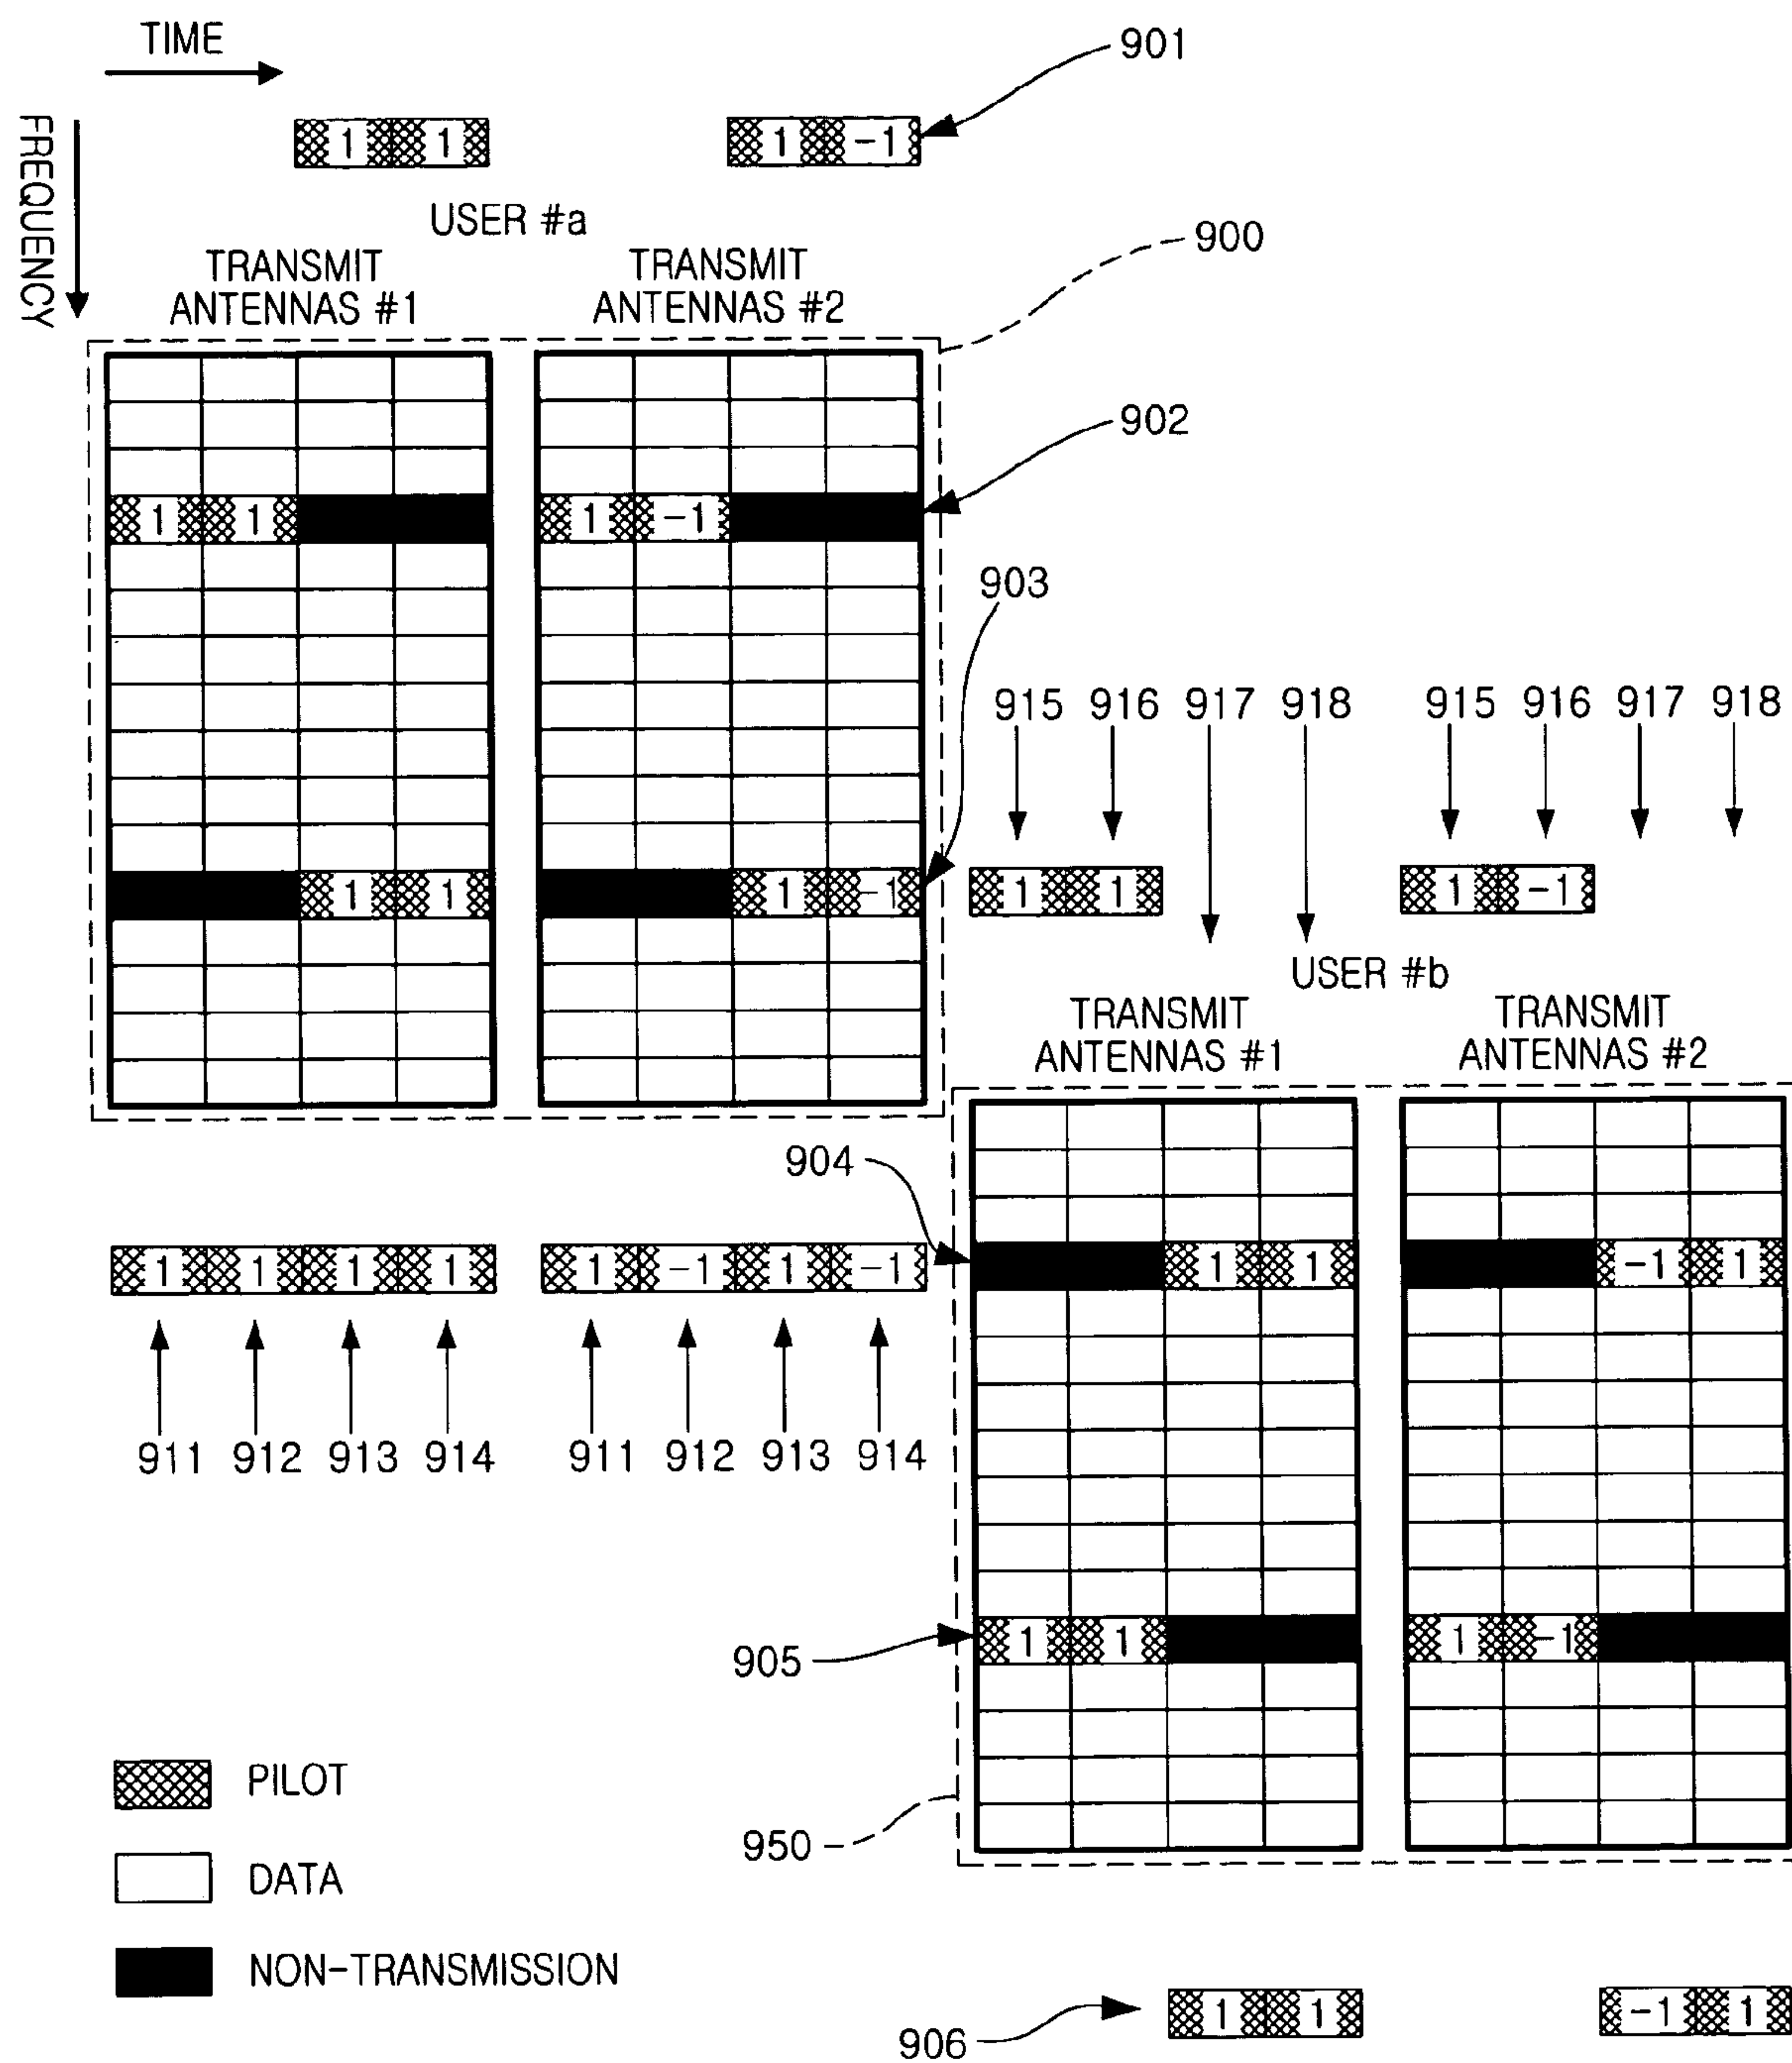 TIME
901
FREQUENCY
1 1 1 -1
USER #a
900
TRANSMIT ANTENNAS #1
TRANSMIT ANTENNAS #2
902
1 1 1 -1
903
915 916 917 918 915 916 917 918
1 1 1 -1
1 1 1 -1
USER #b
TRANSMIT ANTENNAS #1
TRANSMIT ANTENNAS #2
904
1 1 1 1 1 -1 1 -1
1 1 -1 1
911 912 913 914 911 912 913 914
905
1 1 1 -1
PILOT
950
DATA
NON-TRANSMISSION
906
1 1 -1 1